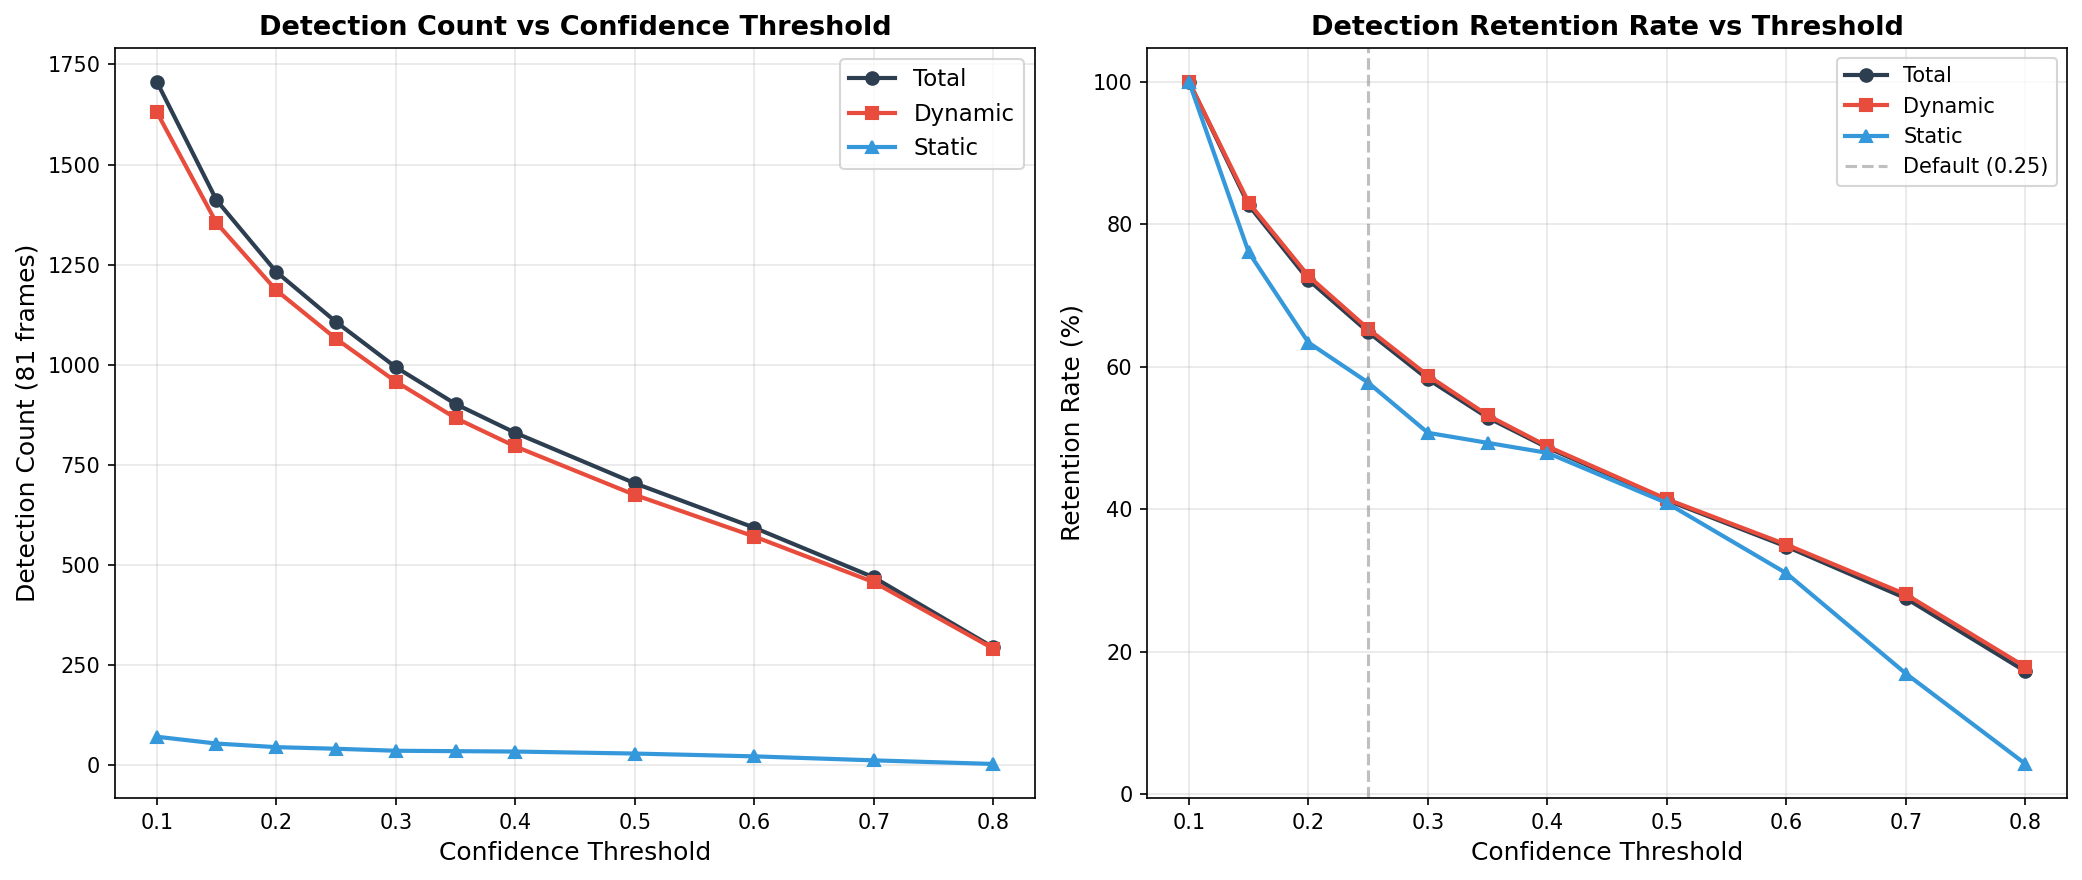 Detection Count vs Confidence Threshold
Total
Dynamic
Static
1750
1500
1250
1000
750
500
250
0
Detection Count (81 frames)
0.1 0.2 0.3 0.4 0.5 0.6 0.7 0.8
Confidence Threshold
Detection Retention Rate vs Threshold
Total
Dynamic
Static
Default (0.25)
100
80
60
40
20
0
Retention Rate (%)
0.1 0.2 0.3 0.4 0.5 0.6 0.7 0.8
Confidence Threshold